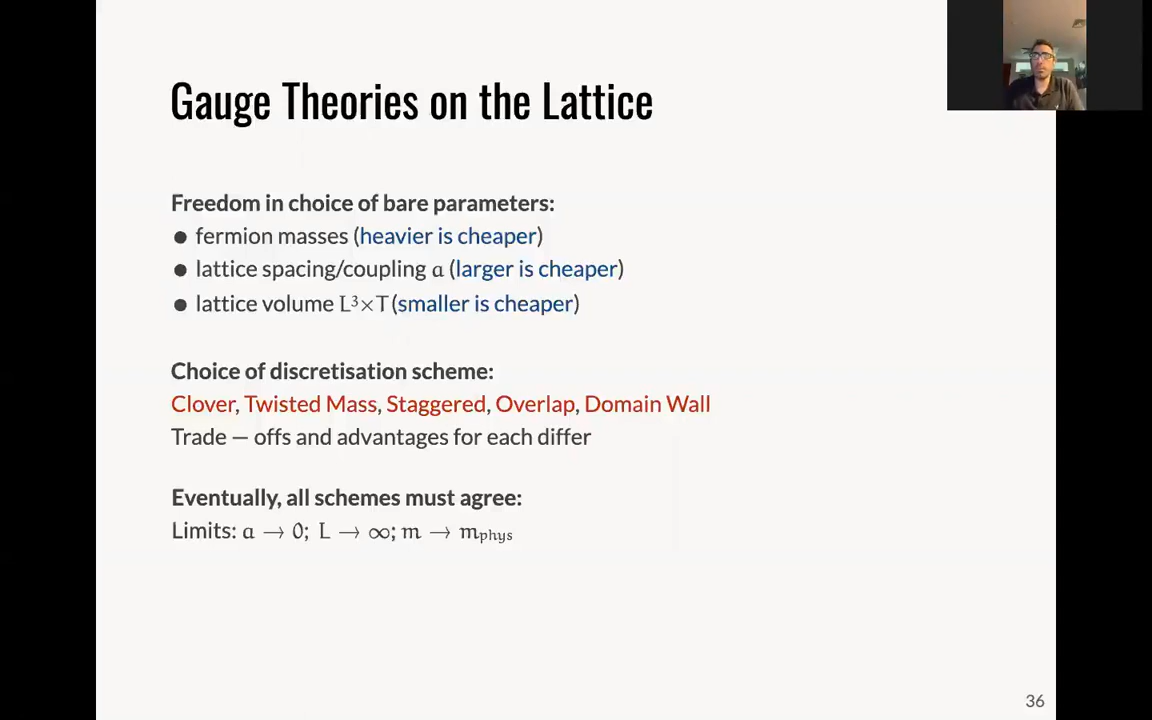 Gauge Theories on the Lattice
Freedom in choice of bare parameters:
● fermion masses (heavier is cheaper)
● lattice spacing/coupling a (larger is cheaper)
● lattice volume L³×T(smaller is cheaper)
Choice of discretisation scheme:
Clover, Twisted Mass, Staggered, Overlap, Domain Wall
Trade — offs and advantages for each differ
Eventually, all schemes must agree:
Limits: a → 0; L → ∞; m → mₚₕᵧₛ
36